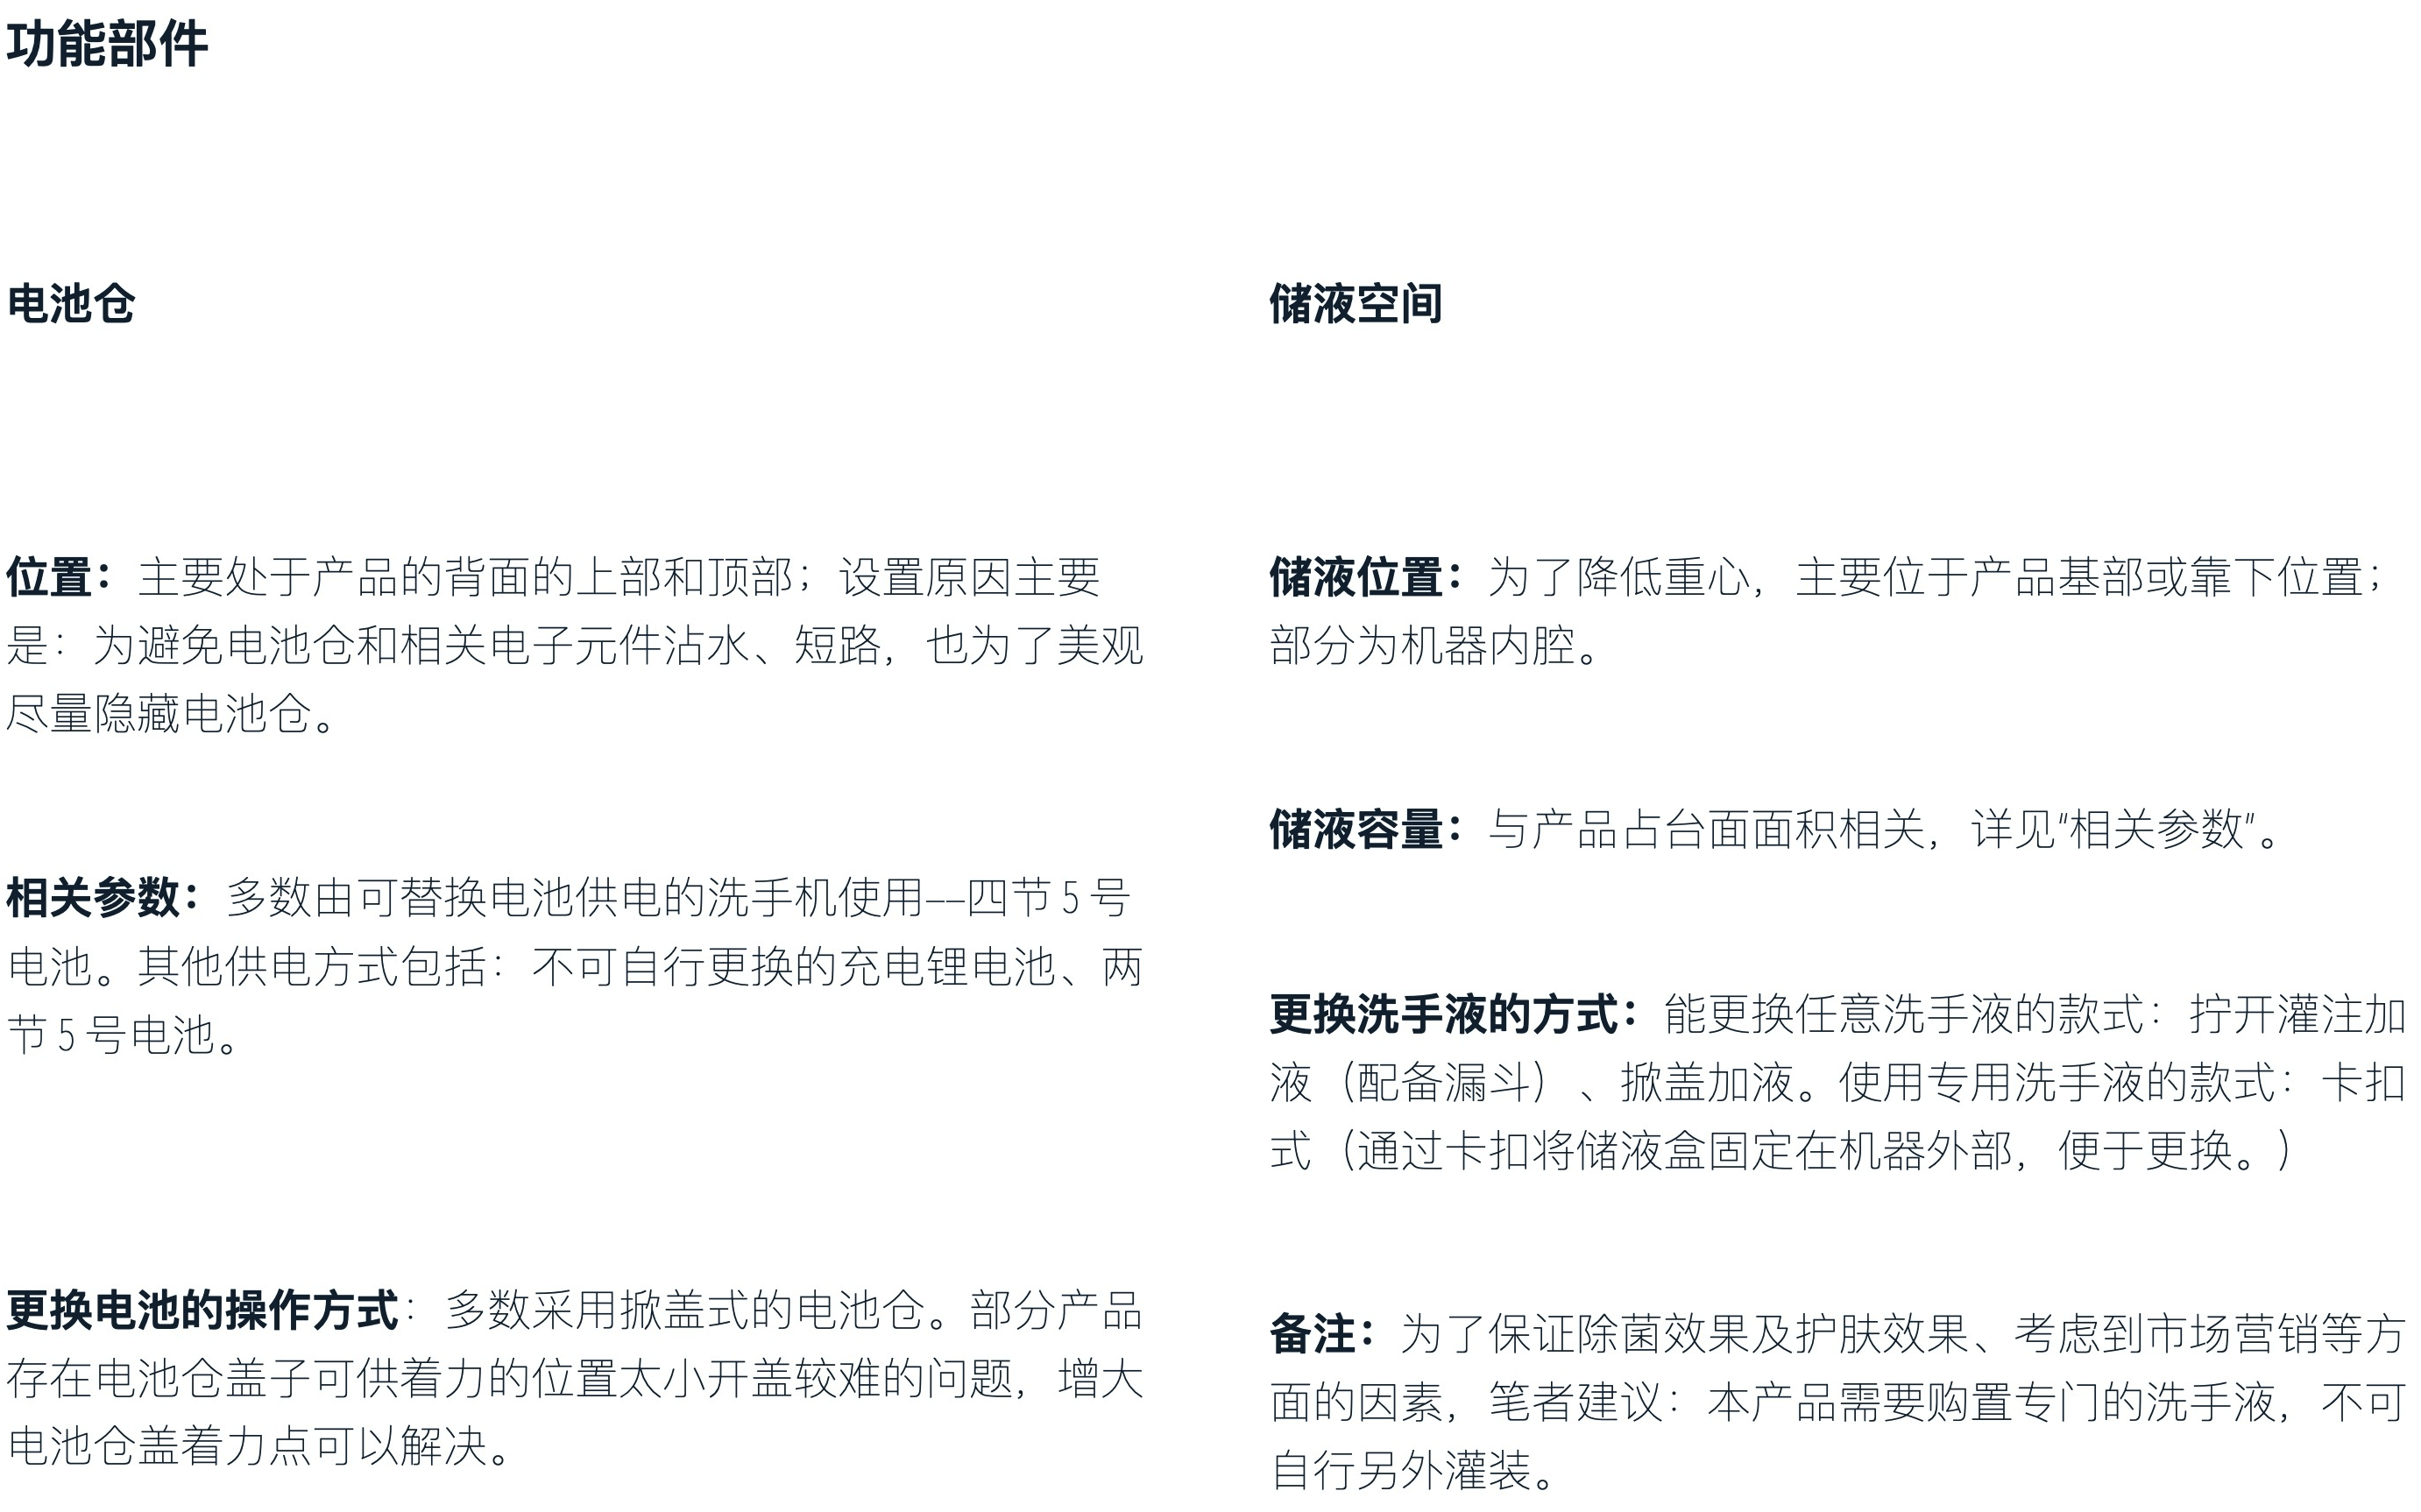 功能部件
电池仓
位置：主要处于产品的背面的上部和顶部；设置原因主要
是：为避免电池仓和相关电子元件沾水、短路，也为了美观
尽量隐藏电池仓。
相关参数：多数由可替换电池供电的洗手机使用——四节 5 号
电池。其他供电方式包括：不可自行更换的充电锂电池、两
节 5 号电池。
更换电池的操作方式：多数采用掀盖式的电池仓。部分产品
存在电池仓盖子可供着力的位置太小开盖较难的问题，增大
电池仓盖着力点可以解决。
储液空间
储液位置：为了降低重心，主要位于产品基部或靠下位置；
部分为机器内腔。
储液容量：与产品占台面面积相关，详见"相关参数"。
更换洗手液的方式：能更换任意洗手液的款式：拧开灌注加
液（配备漏斗）、掀盖加液。使用专用洗手液的款式：卡扣
式（通过卡扣将储液盒固定在机器外部，便于更换。）
备注：为了保证除菌效果及护肤效果、考虑到市场营销等方
面的因素，笔者建议：本产品需要购置专门的洗手液，不可
自行另外灌装。